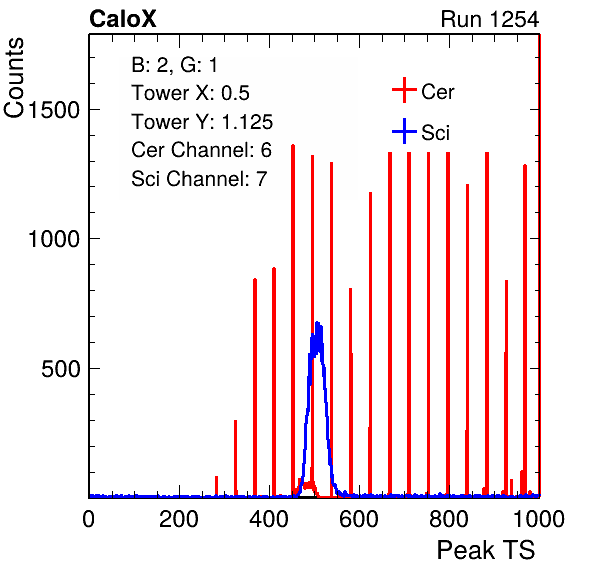 CaloX
Run 1254
Counts
B: 2, G: 1
Tower X: 0.5
Tower Y: 1.125
Cer Channel: 6
Sci Channel: 7
Cer
Sci
1500
1000
500
0
200
400
600
800
1000
Peak TS